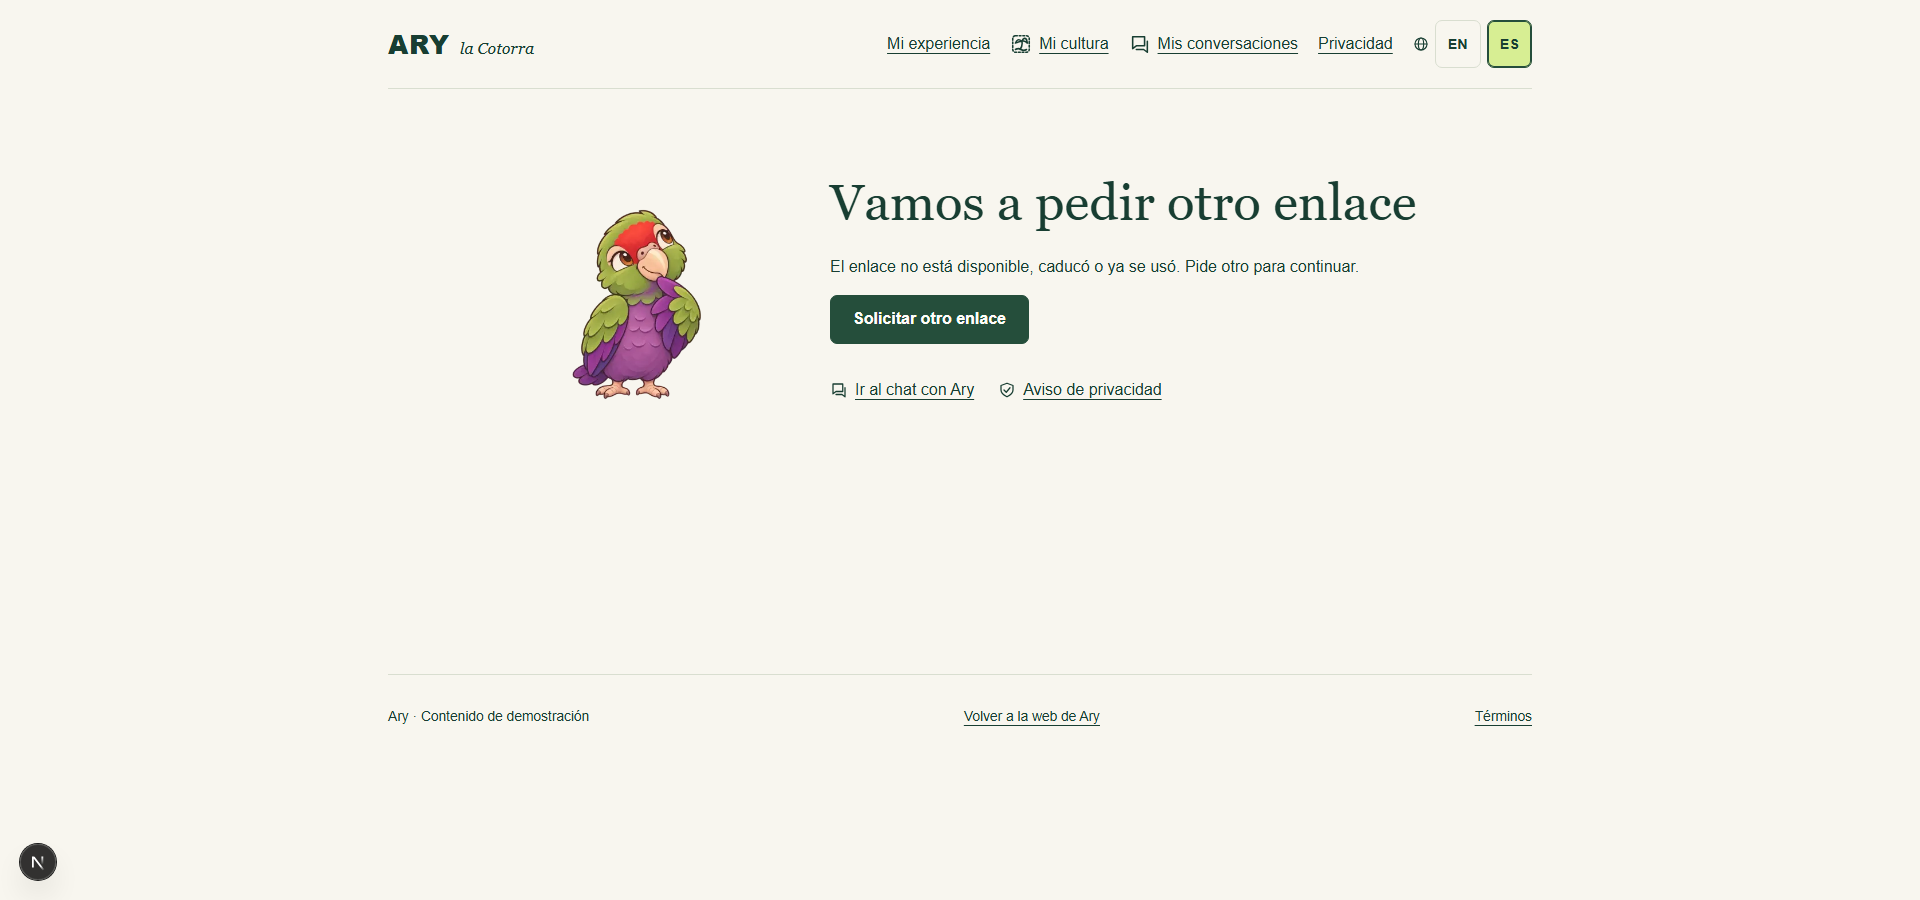 ARY la Cotorra
Mi experiencia Mi cultura Mis conversaciones Privacidad EN ES
Vamos a pedir otro enlace
El enlace no está disponible, caducó o ya se usó. Pide otro para continuar.
Solicitar otro enlace
Ir al chat con Ary Aviso de privacidad
Ary · Contenido de demostración Volver a la web de Ary Términos
N